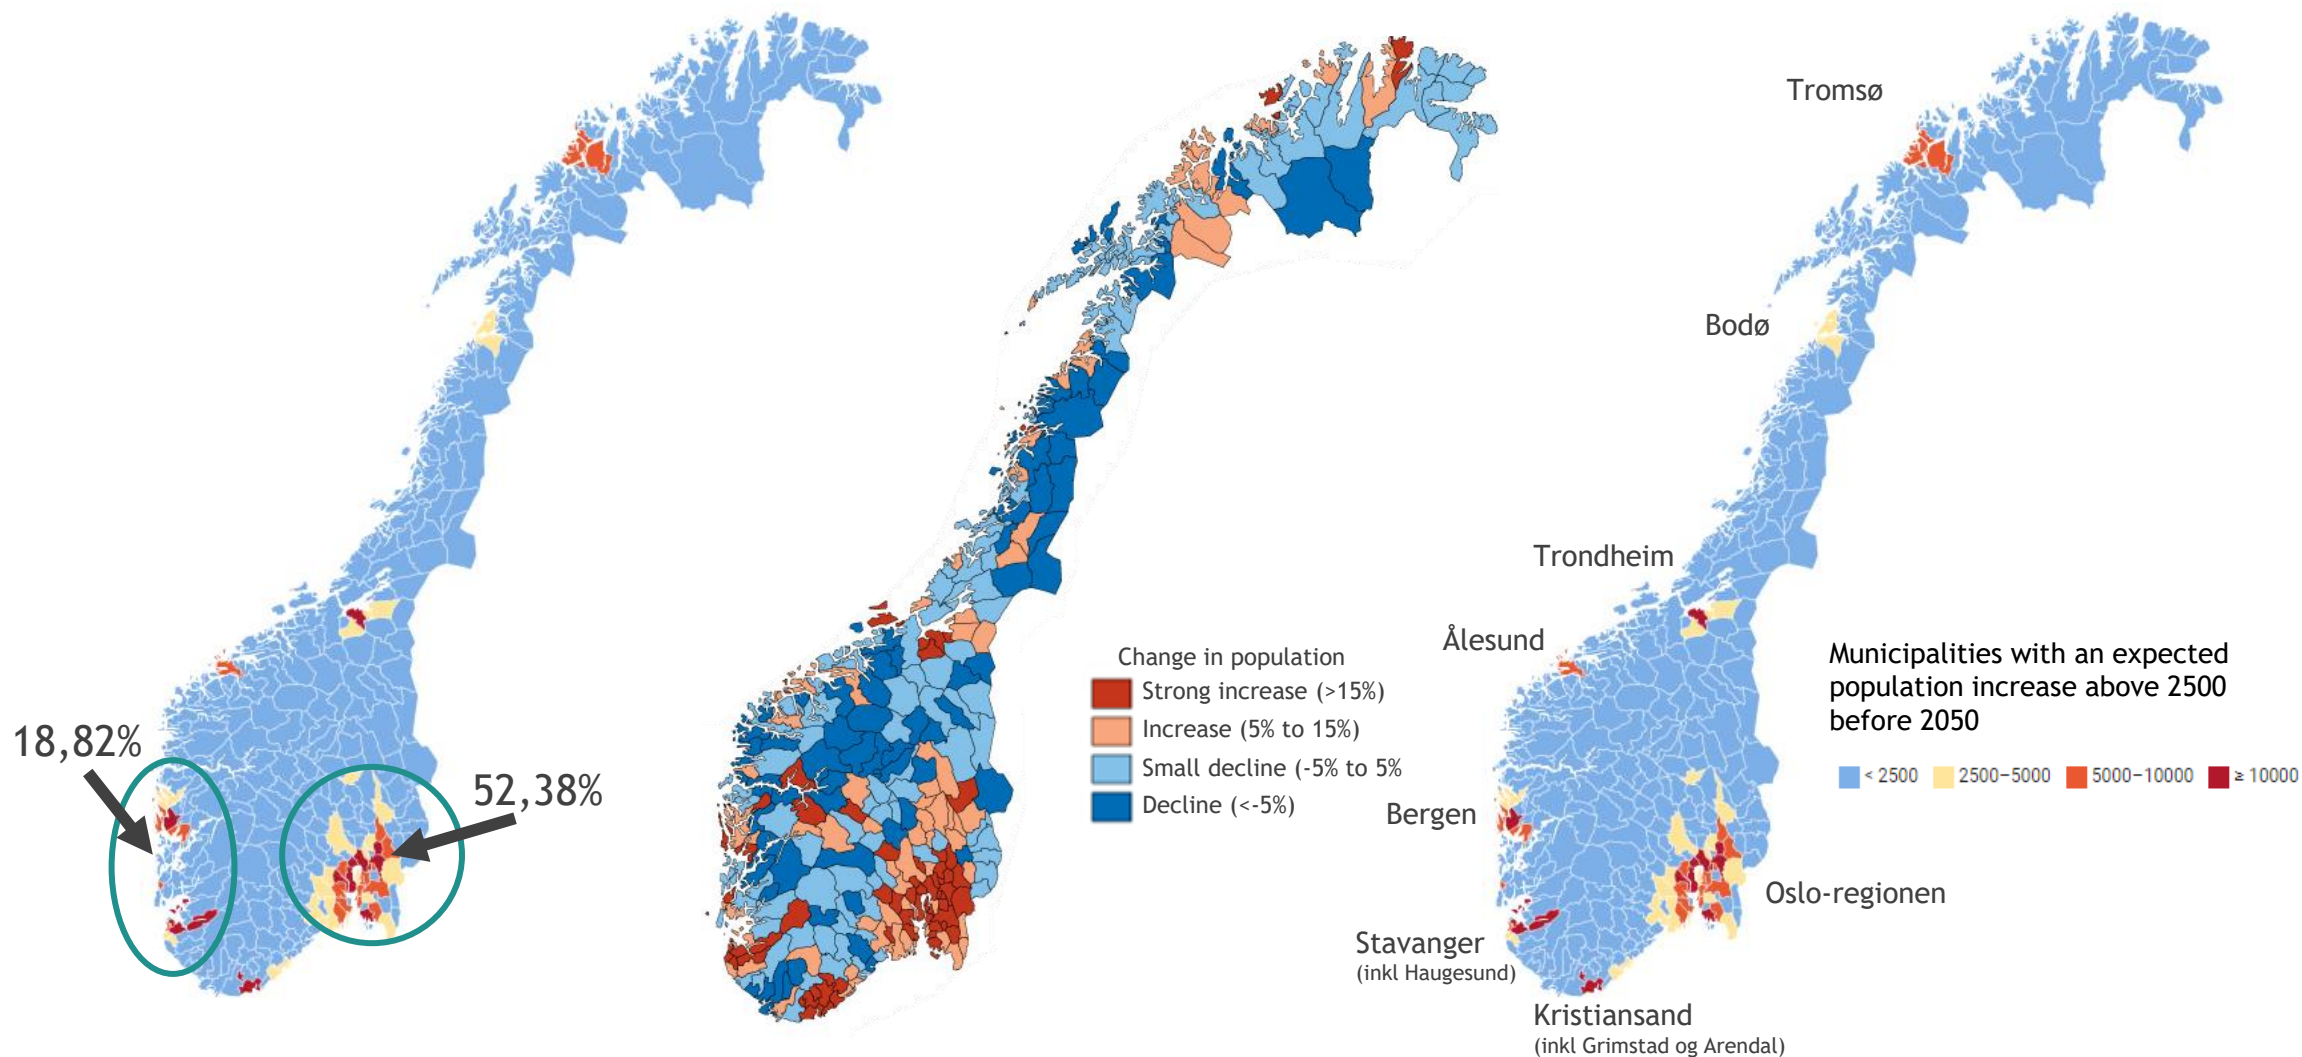 18,82%
52,38%
Change in population
Strong increase (>15%)
Increase (5% to 15%)
Small decline (-5% to 5%
Decline (<-5%)
Tromsø
Bodø
Trondheim
Ålesund
Bergen
Stavanger
(inkl Haugesund)
Kristiansand
(inkl Grimstad og Arendal)
Oslo-regionen
Municipalities with an expected
population increase above 2500
before 2050
< 2500 2500–5000 5000–10000 ≥ 10000